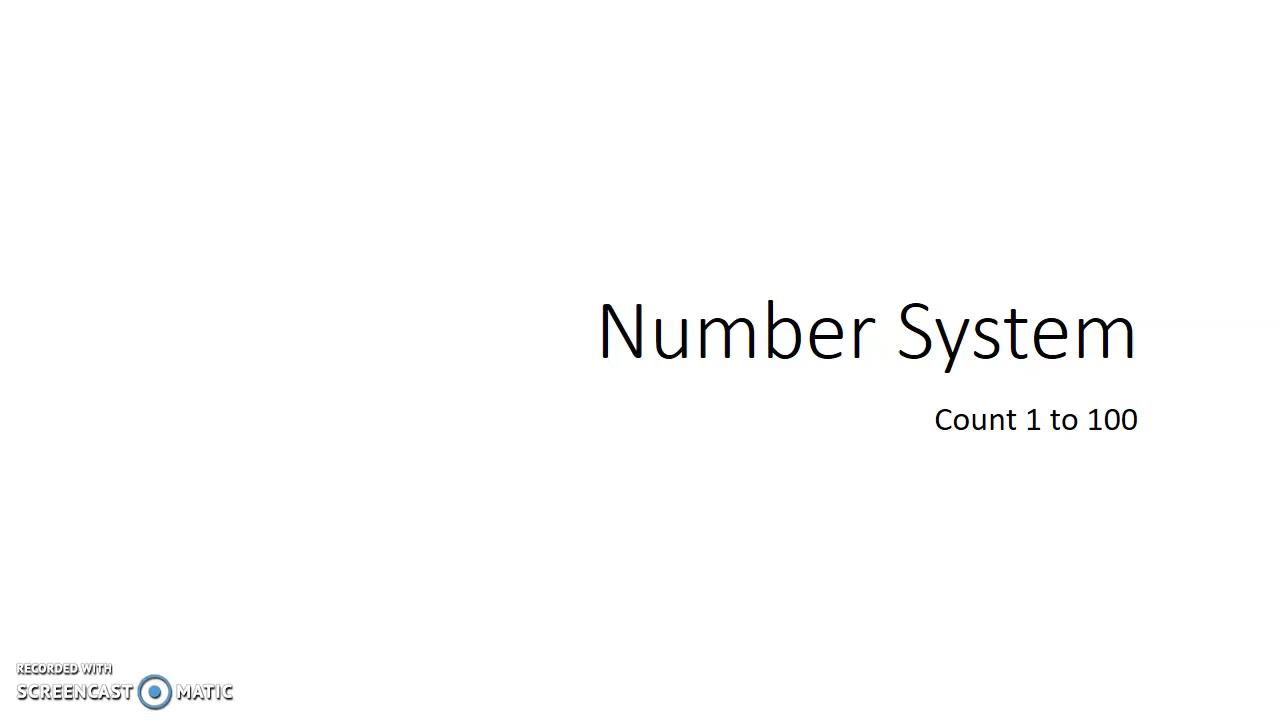 Number System
Count 1 to 100
RECORDED WITH
SCREENCAST MATIC